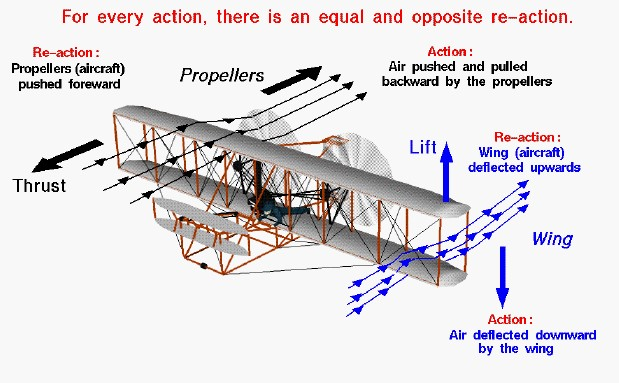 For every action, there is an equal and opposite re-action.
Re-action:
Propellers (aircraft)
pushed foreward
Propellers
Action:
Air pushed and pulled
backward by the propellers
Thrust
Lift
Re-action:
Wing (aircraft)
deflected upwards
Wing
Action:
Air deflected downward
by the wing